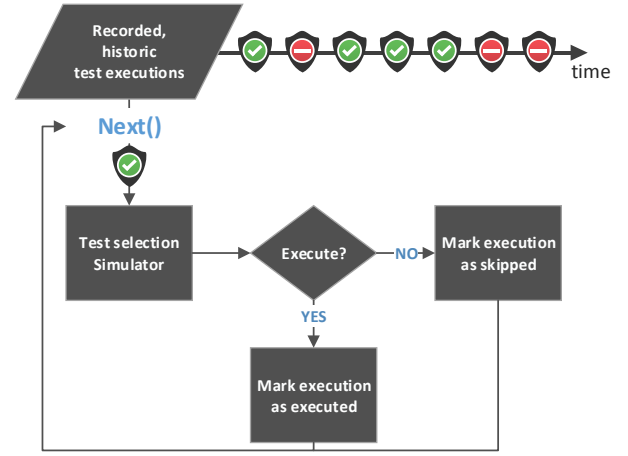 Recorded,
historic
test executions
time
Next()
Test selection
Simulator
Execute?
NO
Mark execution
as skipped
YES
Mark execution
as executed